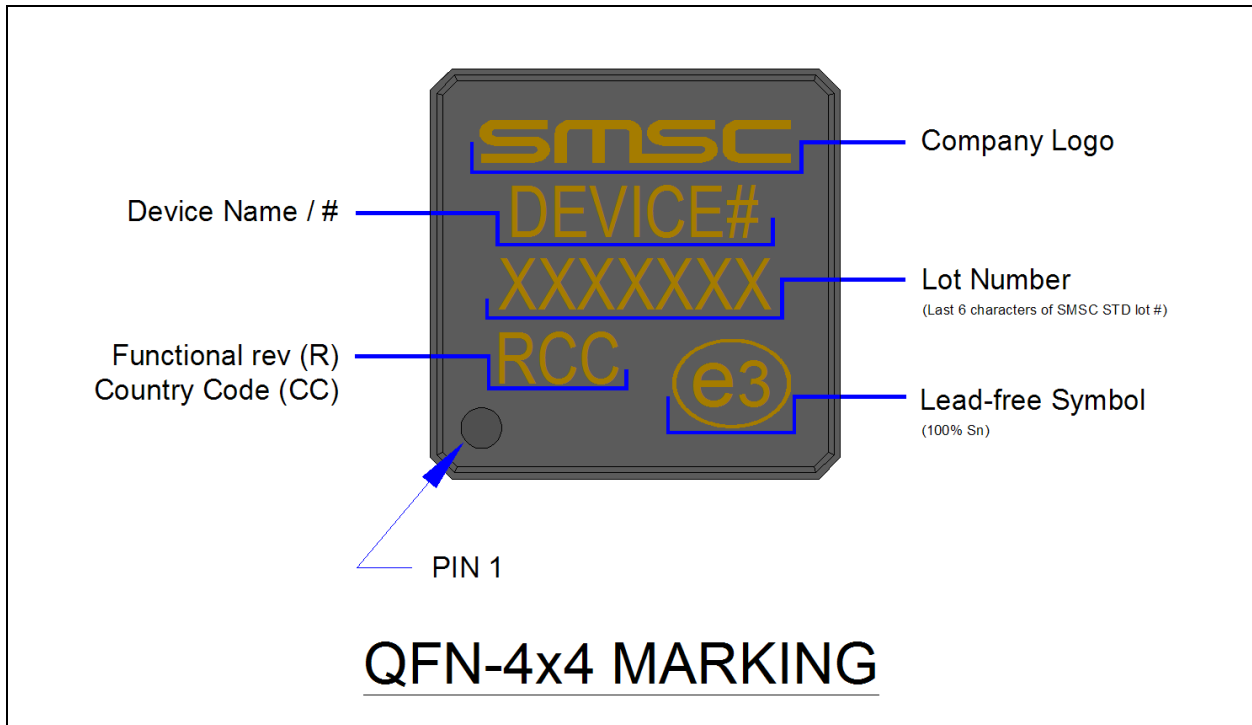 smsc
Company Logo
Device Name / #
DEVICE#
XXXXXXX
Lot Number
(Last 6 characters of SMSC STD lot #)
Functional rev (R)
Country Code (CC)
RCC
e3
Lead-free Symbol
(100% Sn)
PIN 1
QFN-4x4 MARKING